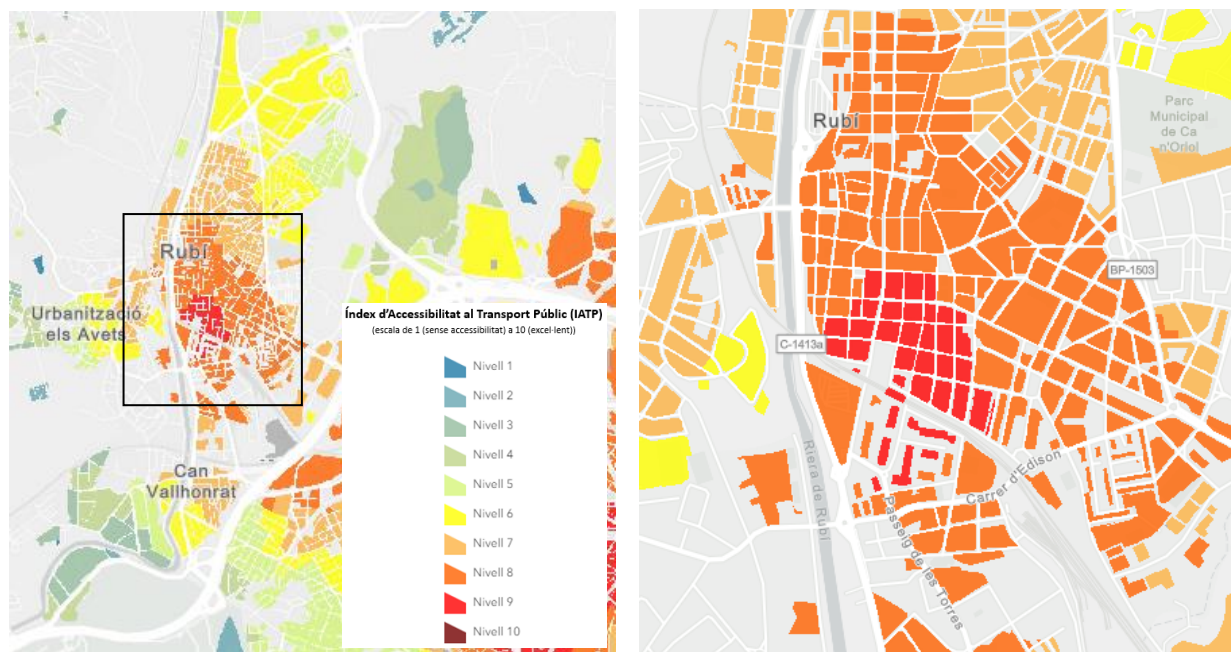 Rubí
Urbanització
els Avets
Can
Vallhonrat
Índex d'Accessibilitat al Transport Públic (IATP)
(escala de 1 (sense accessibilitat) a 10 (excel·lent))
Nivell 1
Nivell 2
Nivell 3
Nivell 4
Nivell 5
Nivell 6
Nivell 7
Nivell 8
Nivell 9
Nivell 10
Rubí
Parc
Municipal
de Ca
n'Oriol
BP-1503
C-1413a
Riera de Rubí
Carrer d'Edison
Passeig de les Torres